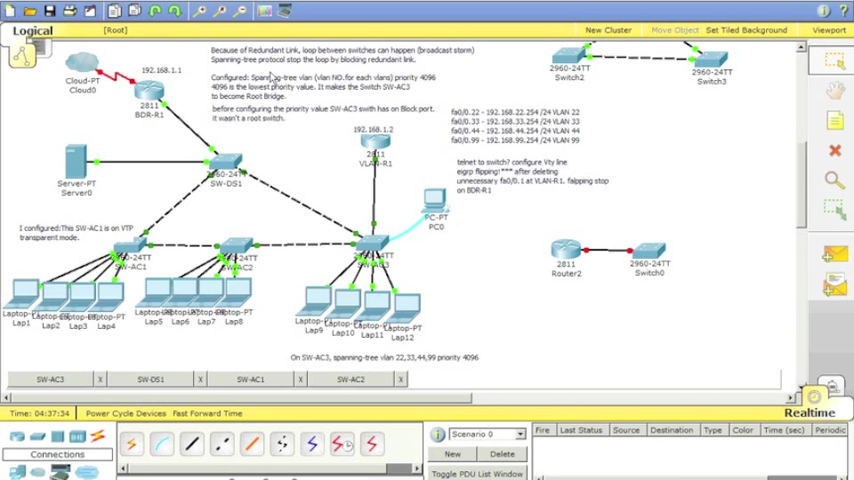 Logical
[Root]
New Cluster
Move Object
Set Tiled Background
Viewport
Because of Redundant Link, loop between switches can happen (broadcast storm)
Spanning-tree protocol stop the loop by blocking redundant link.
Configured: Spanning-tree vlan (vlan NO.for each vlans) priority 4096
4096 is the lowest priority value. It makes the Switch SW-AC3
to become Root Bridge.
before configuring the priority value SW-AC3 swith has on Block port.
it wasn't a root switch.
Cloud-PT
Cloud0
192.168.1.1
2811
BDR-R1
2960-24TT
Switch2
2960-24TT
Switch3
fa0/0.22 - 192.168.22.254 /24 VLAN 22
fa0/0.33 - 192.168.33.254 /24 VLAN 33
fa0/0.44 - 192.168.44.254 /24 VLAN 44
fa0/0.99 - 192.168.99.254 /24 VLAN 99
192.168.1.2
2811
VLAN-R1
telnet to switch? configure Vty line
eigrp flipping!*** after deleting
unnecessary fa0/0.1 at VLAN-R1. falpping stop
on BDR-R1
Server-PT
Server0
2960-24TT
SW-DS1
PC-PT
PC0
I configured:This SW-AC1 is on VTP
transparent mode.
SW-AC1
SW-AC2
2811
Router2
2960-24TT
Switch0
Lap1
Lap2
Lap3
Lap4
Lap5
Lap6
Lap7
Lap8
Lap9
Lap10
Lap11
Lap12
On SW-AC3, spanning-tree vlan 22,33,44,99 priority 4096
SW-AC3 X
SW-DS1 X
SW-AC1 X
SW-AC2 X
Time: 04:37:34
Power Cycle Devices
Fast Forward Time
Realtime
Connections
Scenario 0
New
Delete
Toggle PDU List Window
Fire
Last Status
Source
Destination
Type
Color
Time (sec)
Periodic